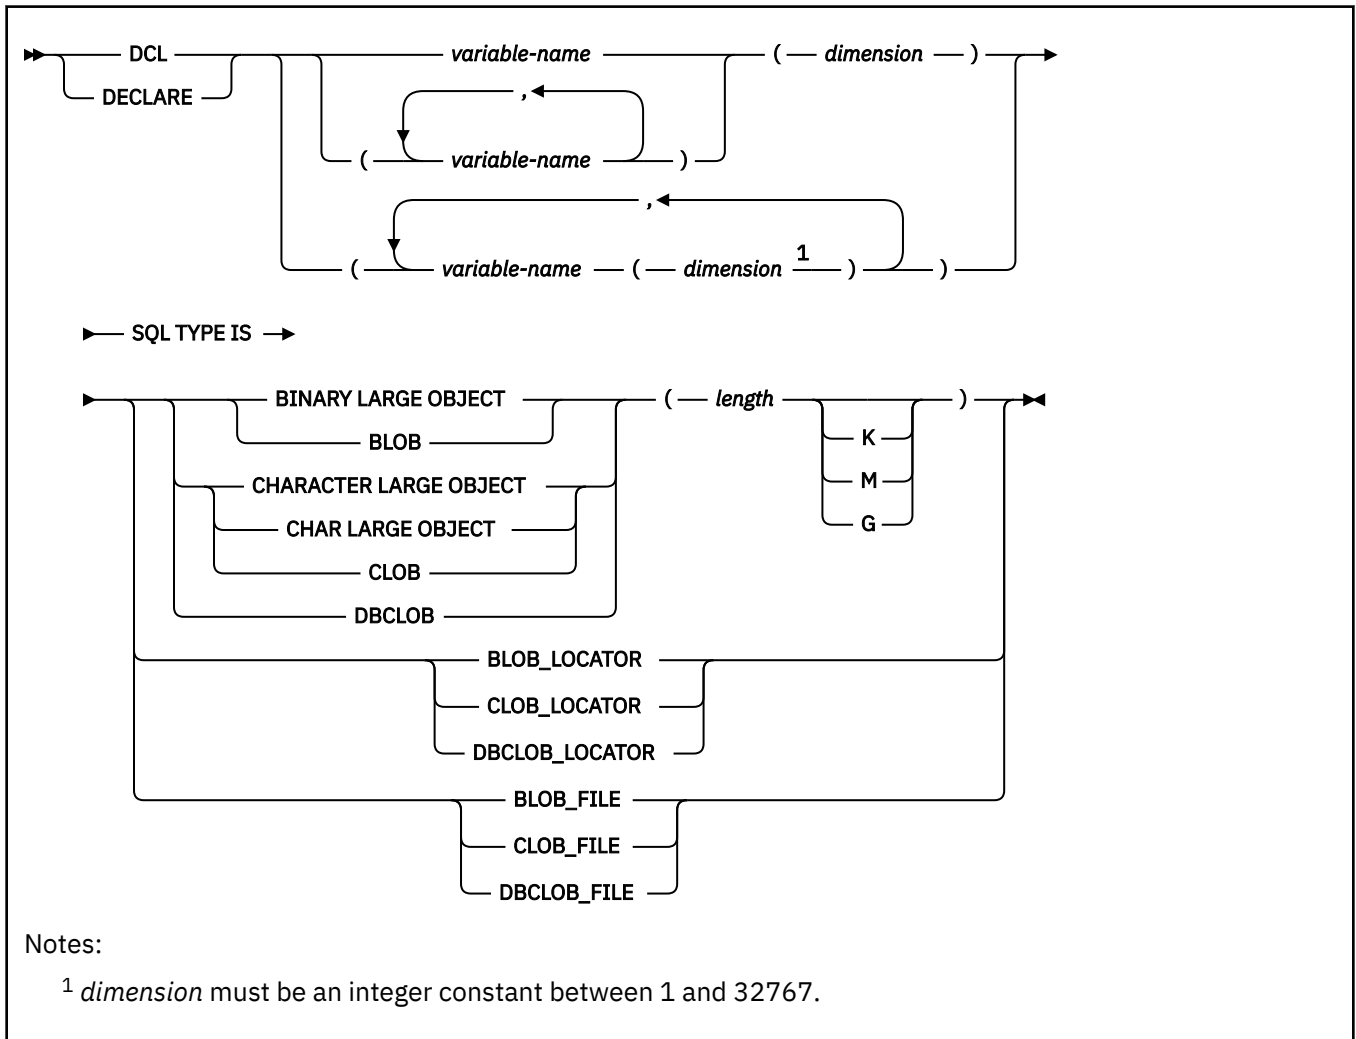 DCL variable-name ( dimension )
DECLARE
,
( variable-name )
,
( variable-name ( dimension 1 ) )
SQL TYPE IS
BINARY LARGE OBJECT ( length )
BLOB K
M
CHARACTER LARGE OBJECT
CHAR LARGE OBJECT G
CLOB
DBCLOB
BLOB_LOCATOR
CLOB_LOCATOR
DBCLOB_LOCATOR
BLOB_FILE
CLOB_FILE
DBCLOB_FILE
Notes:
1 dimension must be an integer constant between 1 and 32767.